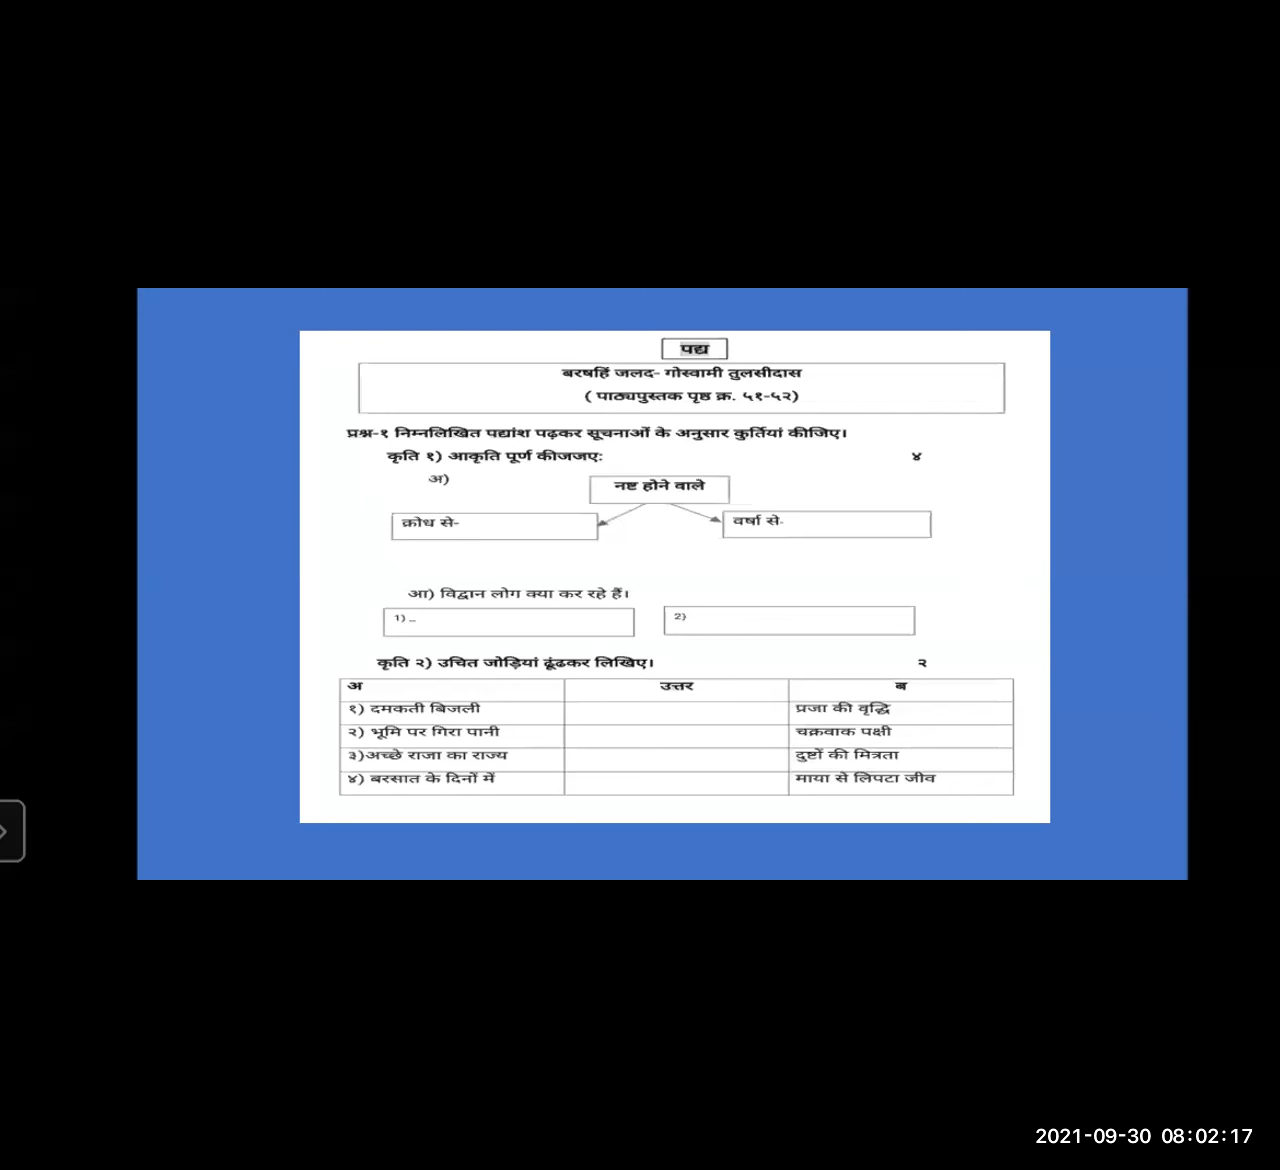 पद्य
बरषहिं जलद- गोस्वामी तुलसीदास
( पाठ्यपुस्तक पृष्ठ क्र. ५१-५२)
प्रश्न-१ निम्नलिखित पद्यांश पढ़कर सूचनाओं के अनुसार कुर्तियां कीजिए।
कृति १) आकृति पूर्ण कीजजए: ४
अ)
नष्ट होने वाले
क्रोध से- वर्षा से-
आ) विद्वान लोग क्या कर रहे हैं।
1) _ 2)
कृति २) उचित जोड़ियां ढूंढकर लिखिए। २
अ उत्तर ब
१) दमकती बिजली प्रजा की वृद्धि
२) भूमि पर गिरा पानी चक्रवाक पक्षी
३)अच्छे राजा का राज्य दुष्टों की मित्रता
४) बरसात के दिनों में माया से लिपटा जीव
2021-09-30 08:02:17